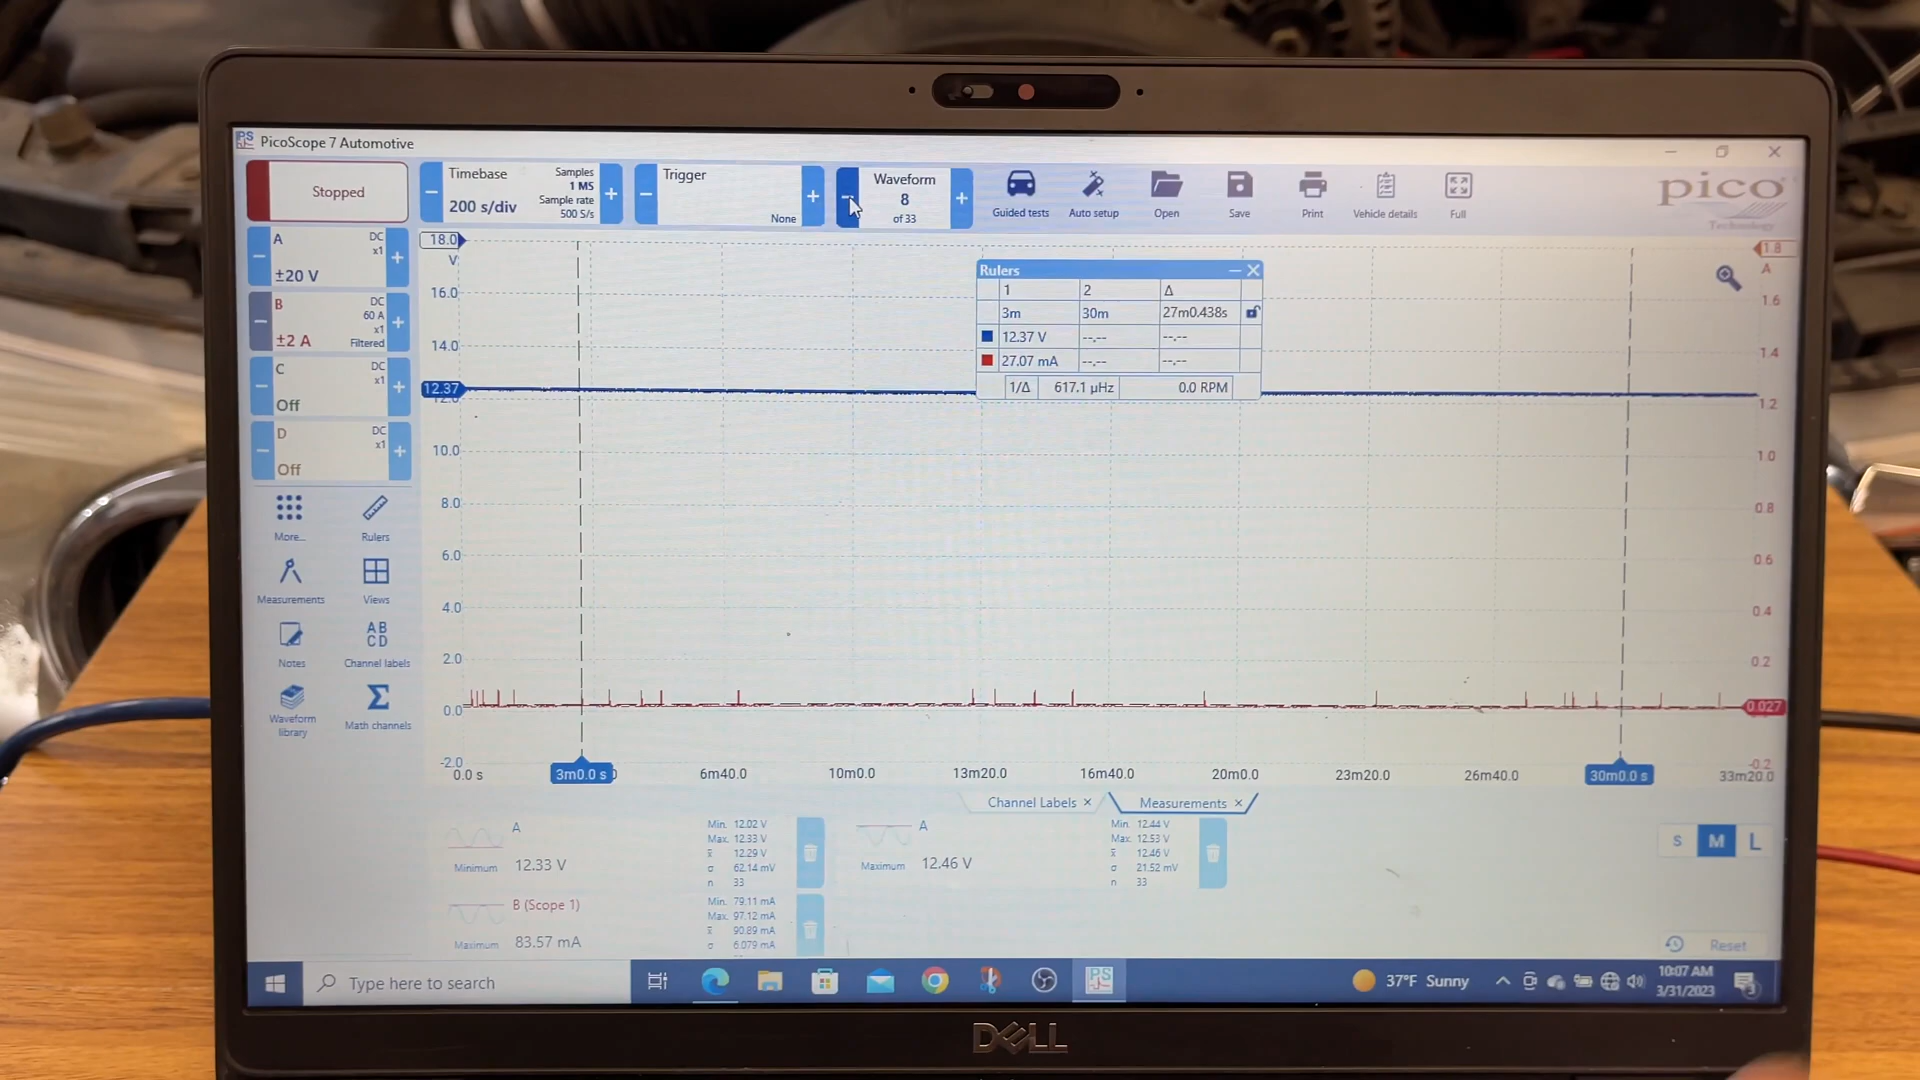 PicoScope 7 Automotive
Stopped
Timebase
200 s/div
Samples
1 MS
Sample rate
500 S/s
Trigger
None
Waveform
8
of 33
Guided tests
Auto setup
Open
Save
Print
Vehicle details
Full
pico
Technology
A
DC
x1
±20 V
B
DC
60 A
x1
±2 A
Filtered
C
DC
x1
Off
D
DC
x1
Off
More...
Rulers
Measurements
Views
Notes
AB
CD
Channel labels
Waveform
library
Math channels
18.0
V
16.0
14.0
12.37
12.0
10.0
8.0
6.0
4.0
2.0
0.0
-2.0
1.8
A
1.6
1.4
1.2
1.0
0.8
0.6
0.4
0.2
0.027
-0.2
Rulers
1 2 Δ
3m 30m 27m0.438s
12.37 V --.-- --.--
27.07 mA --.-- --.--
1/Δ 617.1 µHz 0.0 RPM
0.0 s
3m0.0 s
6m40.0
10m0.0
13m20.0
16m40.0
20m0.0
23m20.0
26m40.0
30m0.0 s
33m20.0
Channel Labels
Measurements
A
Minimum 12.33 V
Min. 12.02 V
Max. 12.33 V
x̄ 12.29 V
σ 62.14 mV
n 33
A
Maximum 12.46 V
Min. 12.44 V
Max. 12.53 V
x̄ 12.46 V
σ 21.52 mV
n 33
B (Scope 1)
Maximum 83.57 mA
Min. 79.11 mA
Max. 97.12 mA
x̄ 90.89 mA
σ 6.079 mA
S M L
Reset
Type here to search
PS
37°F Sunny
10:07 AM
3/31/2023
3
DELL